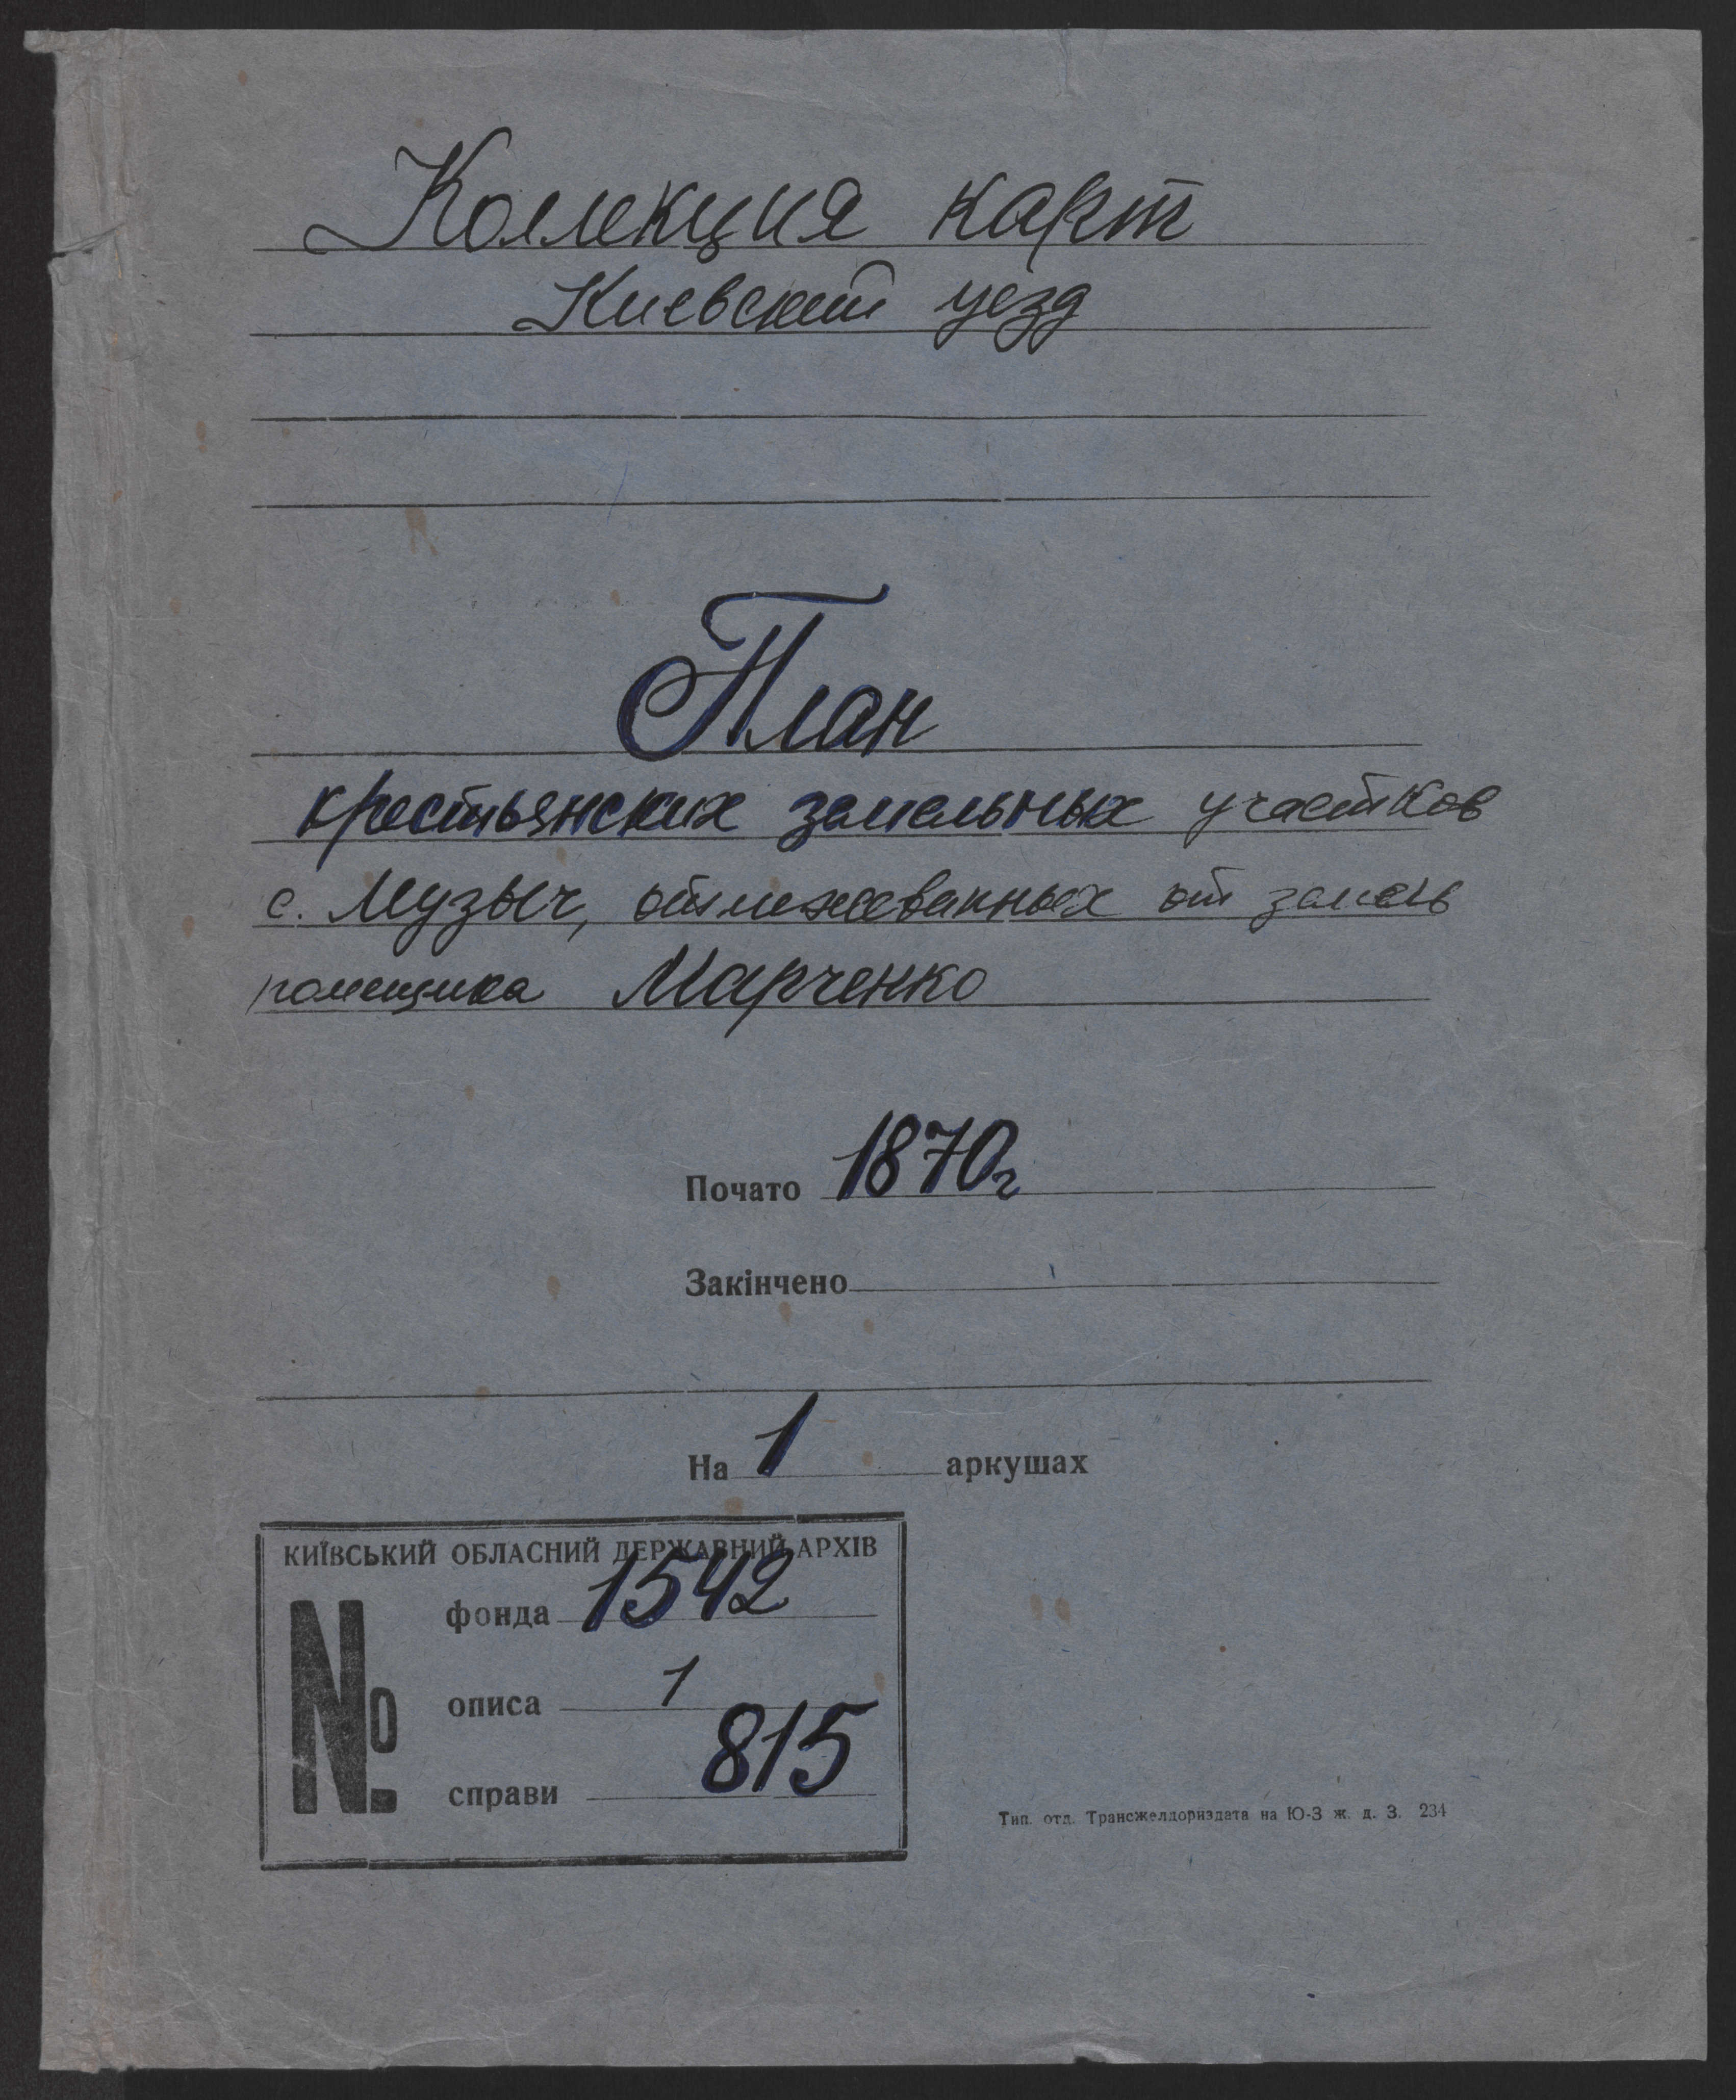 Коллекция карт
Киевский уезд
План
крестьянских земельных участков
с. Музыч, отмежеванных от земель
помещика Марченко
Почато 1870г
Закінчено
На 1 аркушах
КИЇВСЬКИЙ ОБЛАСНИЙ ДЕРЖАВНИЙ АРХІВ
№
фонда 1542
описа 1
справи 815
Тип. отд. Трансжелдориздата на Ю-З ж. д. З. 234